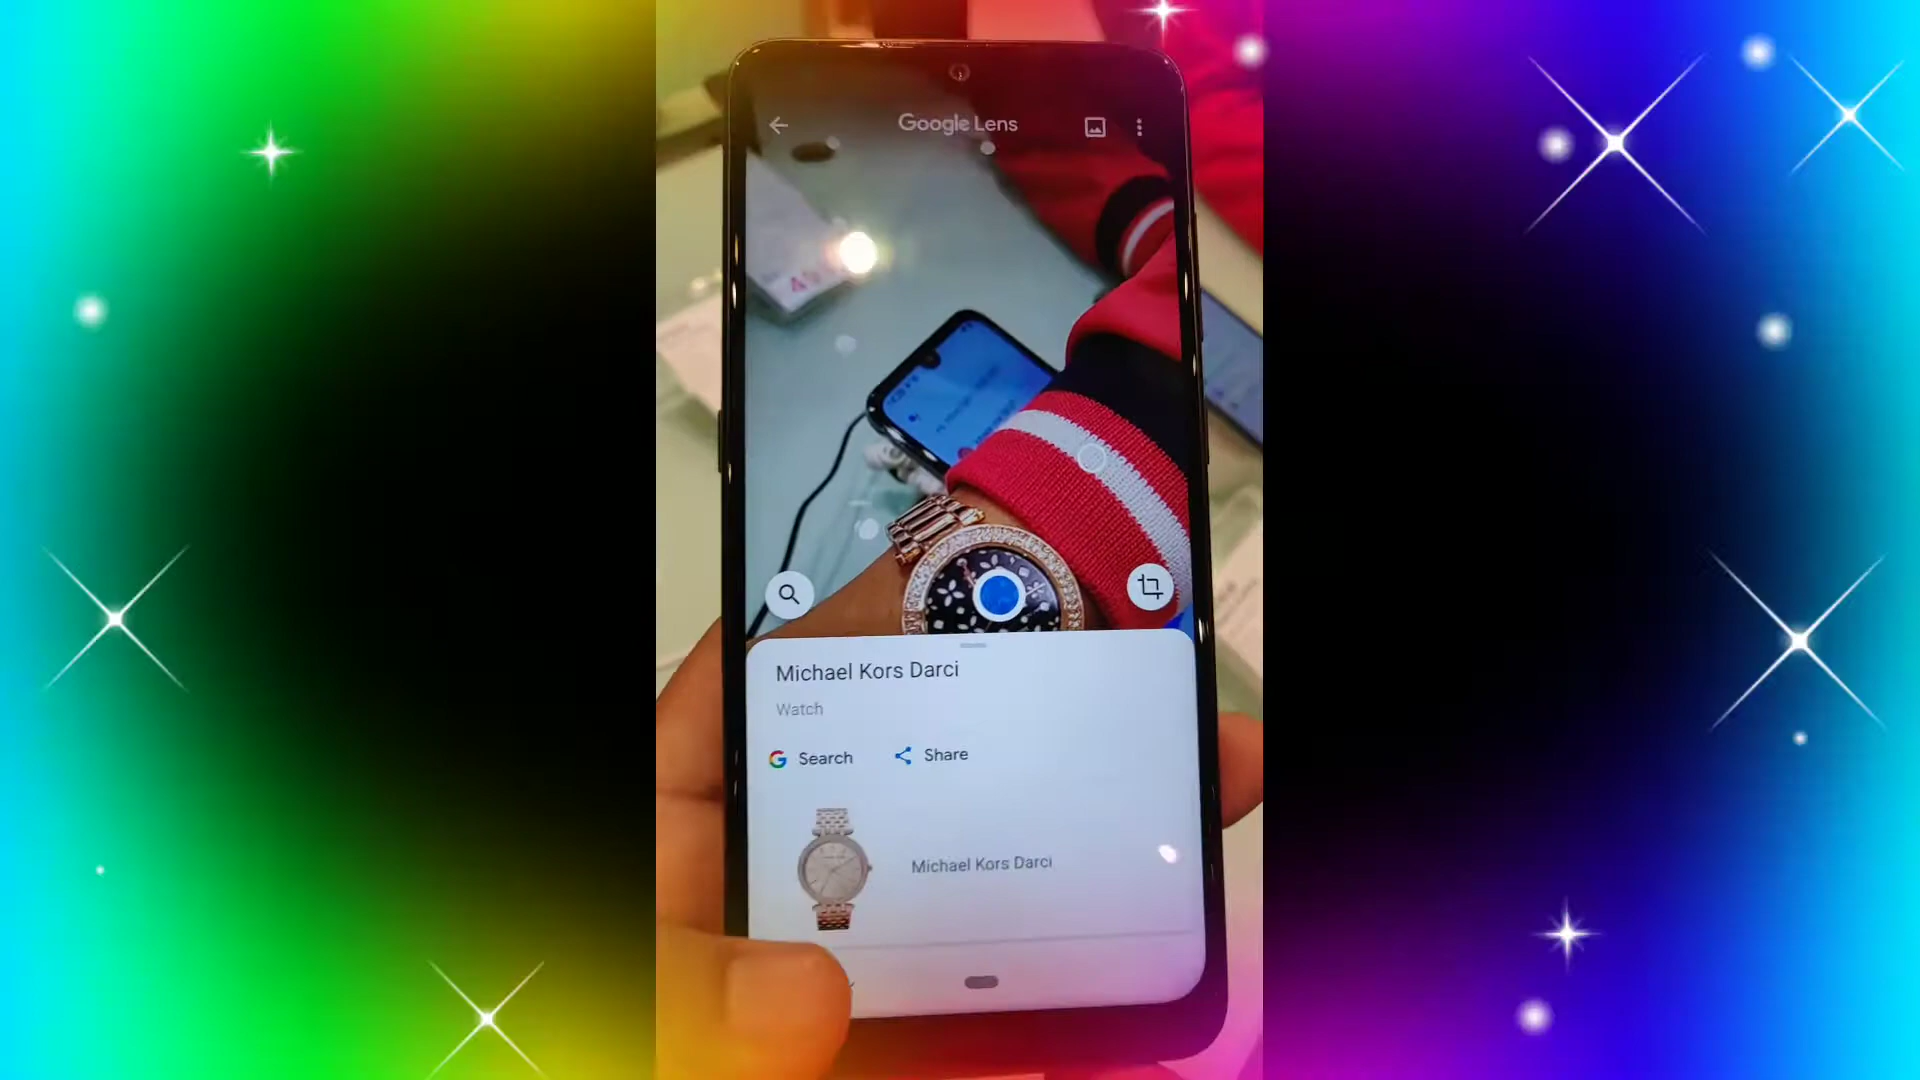 Google Lens
Michael Kors Darci
Watch
Search
Share
Michael Kors Darci